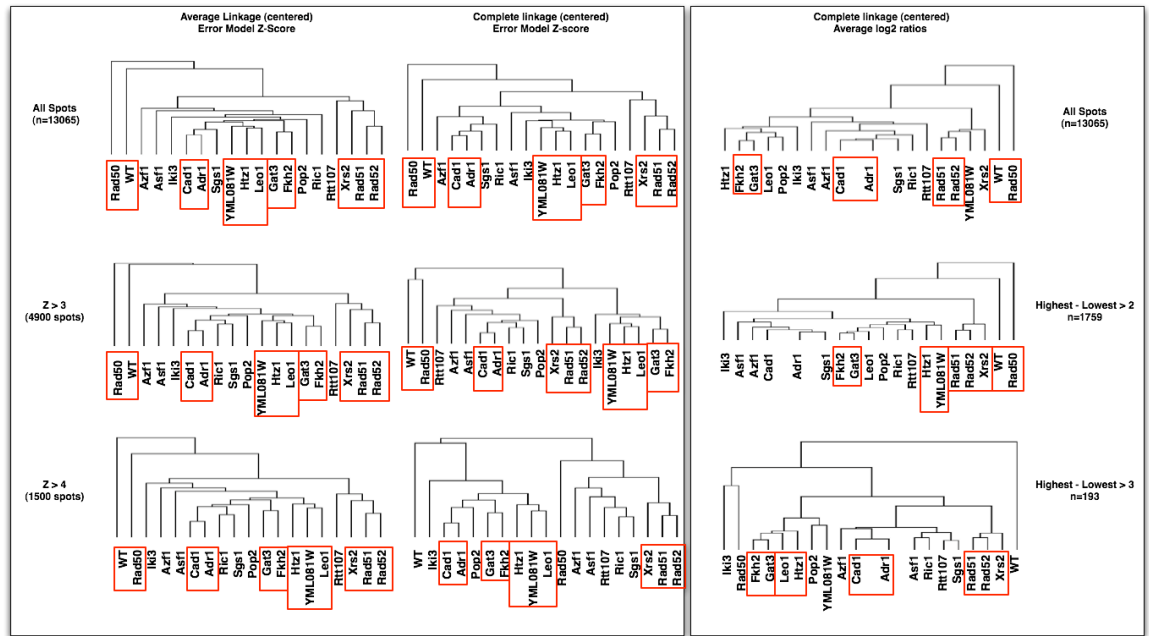 Average Linkage (centered)
Error Model Z-Score
Complete linkage (centered)
Error Model Z-score
Complete linkage (centered)
Average log2 ratios
All Spots
(n=13065)
Rad50
WT
Azf1
Asf1
Iki3
Cad1
Adr1
Sgs1
YML081W
Htz1
Leo1
Gat3
Fkh2
Pop2
Ric1
Rtt107
Xrs2
Rad51
Rad52
Rad50
WT
Azf1
Cad1
Adr1
Sgs1
Ric1
Asf1
Iki3
YML081W
Htz1
Leo1
Gat3
Fkh2
Pop2
Rtt107
Xrs2
Rad51
Rad52
Htz1
Fkh2
Gat3
Leo1
Pop2
Iki3
Asf1
Azf1
Cad1
Adr1
Sgs1
Ric1
Rtt107
Rad51
Rad52
YML081W
Xrs2
WT
Rad50
All Spots
(n=13065)
Z > 3
(4900 spots)
Rad50
WT
Azf1
Asf1
Iki3
Cad1
Adr1
Ric1
Sgs1
Pop2
YML081W
Htz1
Leo1
Gat3
Fkh2
Rtt107
Xrs2
Rad51
Rad52
WT
Rad50
Rtt107
Azf1
Asf1
Cad1
Adr1
Ric1
Sgs1
Pop2
Xrs2
Rad51
Rad52
Iki3
YML081W
Htz1
Leo1
Gat3
Fkh2
Iki3
Asf1
Azf1
Cad1
Adr1
Sgs1
Fkh2
Gat3
Leo1
Pop2
Ric1
Rtt107
Htz1
YML081W
Rad51
Rad52
Xrs2
WT
Rad50
Highest - Lowest > 2
n=1759
Z > 4
(1500 spots)
WT
Rad50
Iki3
Azf1
Asf1
Cad1
Adr1
Ric1
Sgs1
Pop2
Gat3
Fkh2
Htz1
YML081W
Leo1
Rtt107
Xrs2
Rad51
Rad52
WT
Iki3
Cad1
Adr1
Pop2
Gat3
Fkh2
Htz1
YML081W
Leo1
Rad50
Azf1
Asf1
Rtt107
Ric1
Sgs1
Xrs2
Rad51
Rad52
Iki3
Rad50
Fkh2
Gat3
Leo1
Htz1
Pop2
YML081W
Azf1
Cad1
Adr1
Asf1
Ric1
Rtt107
Sgs1
Rad51
Rad52
Xrs2
WT
Highest - Lowest > 3
n=193